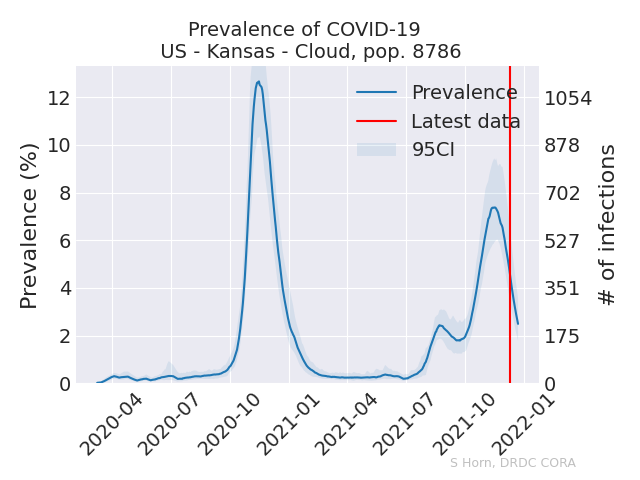 Prevalence of COVID-19
US - Kansas - Cloud, pop. 8786
Prevalence
Latest data
95CI
Prevalence (%)
12
10
8
6
4
2
0
# of infections
1054
878
702
527
351
175
0
2020-04
2020-07
2020-10
2021-01
2021-04
2021-07
2021-10
2022-01
S Horn, DRDC CORA